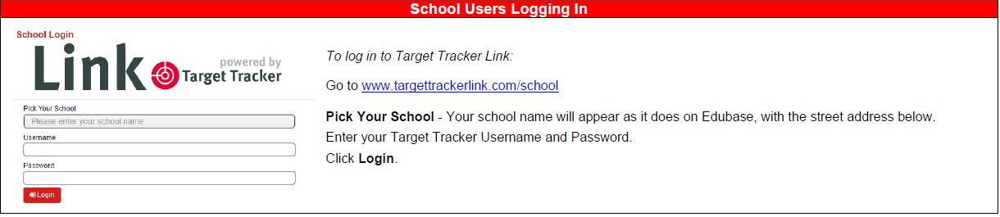 School Users Logging In
School Login
Link powered by
Target Tracker
Pick Your School
Please enter your school name
Username
Password
Login
To log in to Target Tracker Link:
Go to www.targettrackerlink.com/school
Pick Your School - Your school name will appear as it does on Edubase, with the street address below.
Enter your Target Tracker Username and Password.
Click Login.